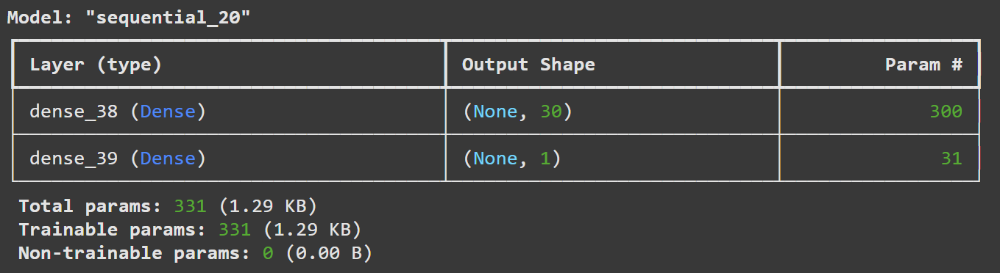 Model: "sequential_20"
Layer (type) Output Shape Param #
dense_38 (Dense) (None, 30) 300
dense_39 (Dense) (None, 1) 31
Total params: 331 (1.29 KB)
Trainable params: 331 (1.29 KB)
Non-trainable params: 0 (0.00 B)